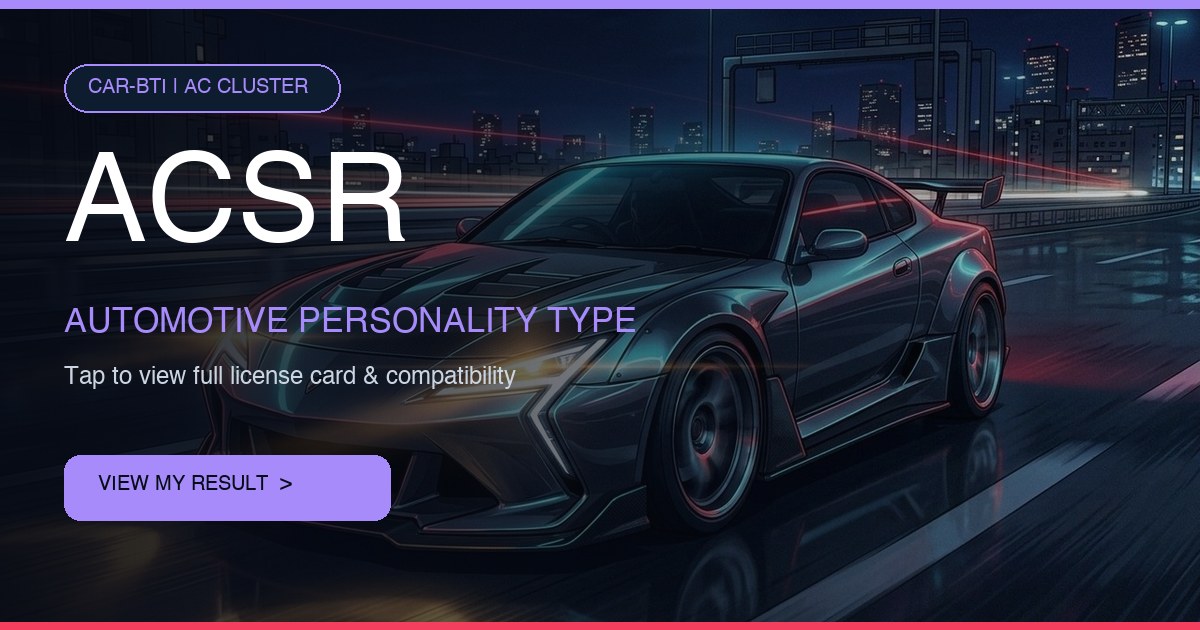 CAR-BTI | AC CLUSTER
ACSR
AUTOMOTIVE PERSONALITY TYPE
Tap to view full license card & compatibility
VIEW MY RESULT >